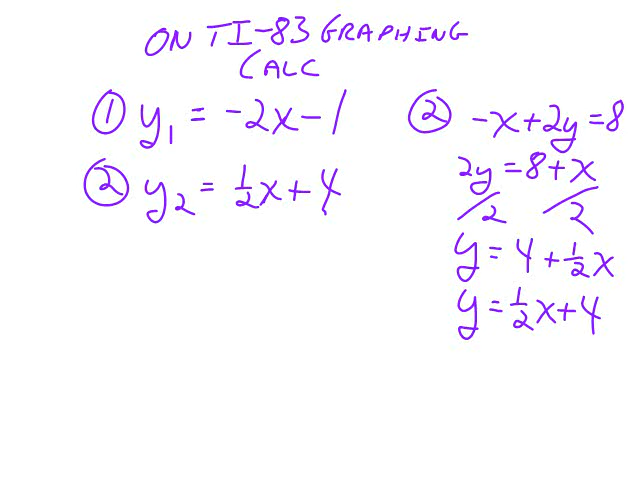 ON TI-83 GRAPHING
CALC
① y₁ = -2x-1
② y₂ = ½x+4
② -x+2y=8
2y=8+x
/2 /2
y=4+½x
y=½x+4